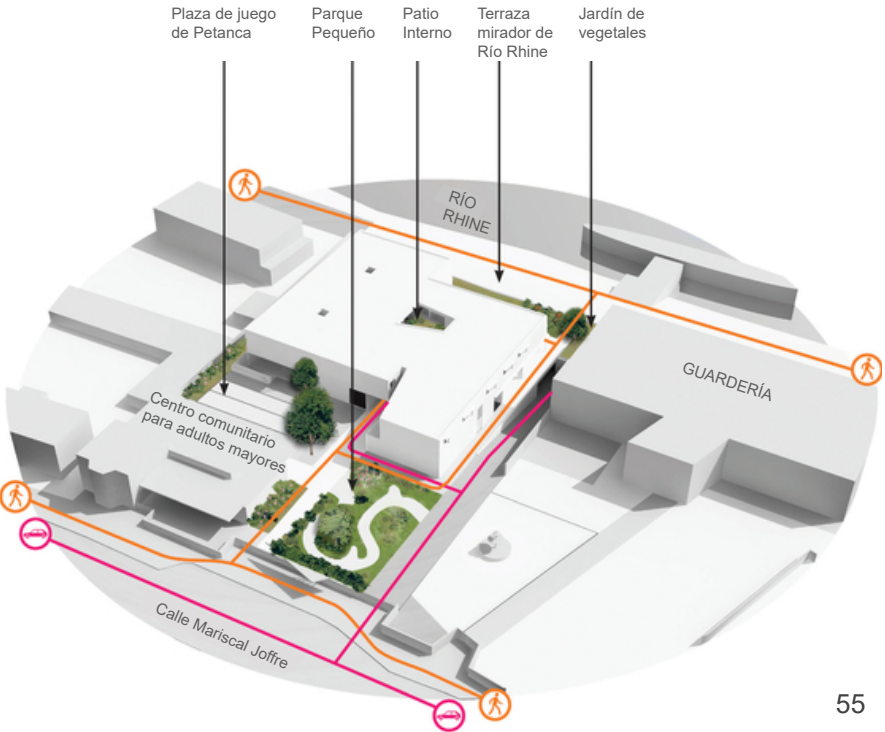 Plaza de juego
de Petanca
Parque
Pequeño
Patio
Interno
Terraza
mirador de
Río Rhine
Jardín de
vegetales
RÍO
RHINE
GUARDERÍA
Centro comunitario
para adultos mayores
Calle Mariscal Joffre
55